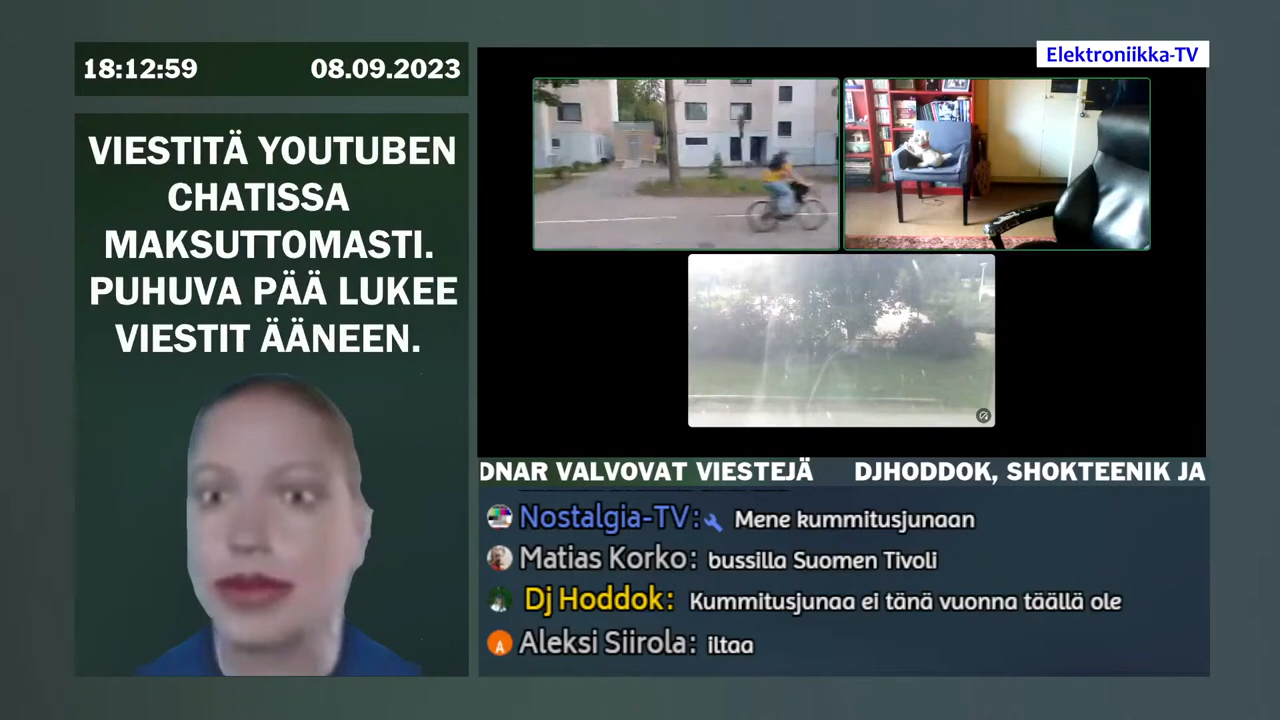 18:12:59 08.09.2023
Elektroniikka-TV
VIESTITÄ YOUTUBEN
CHATISSA
MAKSUTTOMASTI.
PUHUVA PÄÄ LUKEE
VIESTIT ÄÄNEEN.
DNAR VALVOVAT VIESTEJÄ DJHODDOK, SHOKTEENIK JA
Nostalgia-TV: Mene kummitusjunaan
Matias Korko: bussilla Suomen Tivoli
Dj Hoddok: Kummitusjunaa ei tänä vuonna täällä ole
A Aleksi Siirola: iltaa